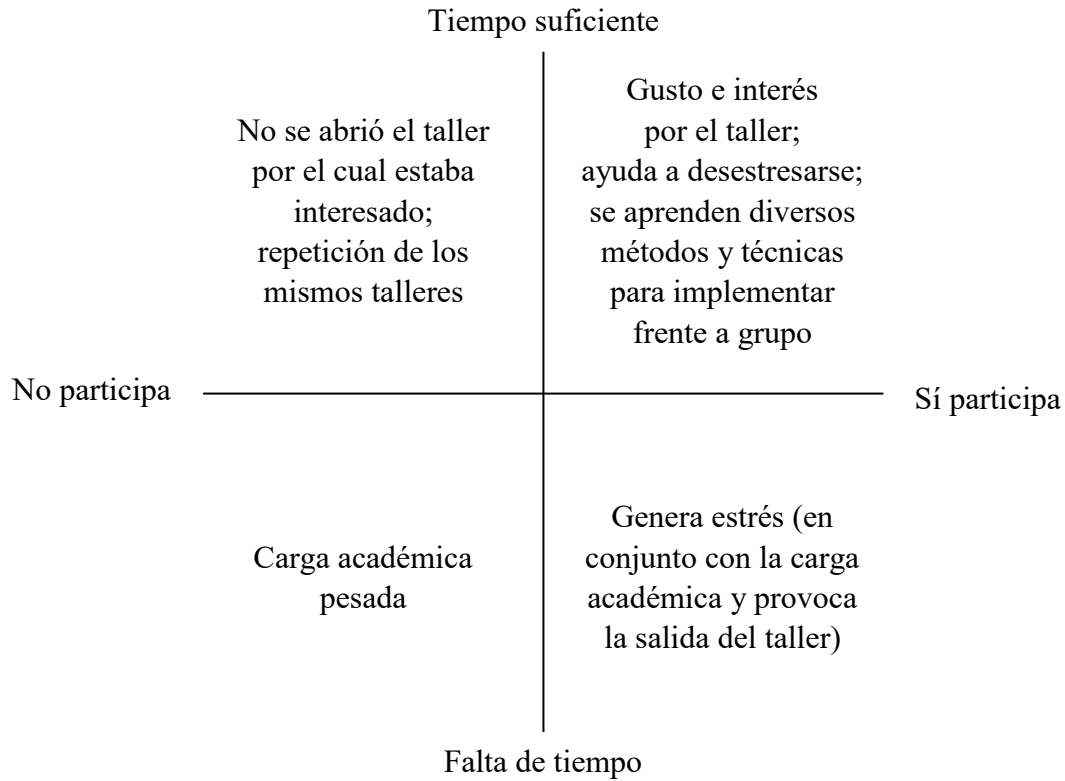 Tiempo suficiente
No se abrió el taller
por el cual estaba
interesado;
repetición de los
mismos talleres
Gusto e interés
por el taller;
ayuda a desestresarse;
se aprenden diversos
métodos y técnicas
para implementar
frente a grupo
No participa
Sí participa
Carga académica
pesada
Genera estrés (en
conjunto con la carga
académica y provoca
la salida del taller)
Falta de tiempo